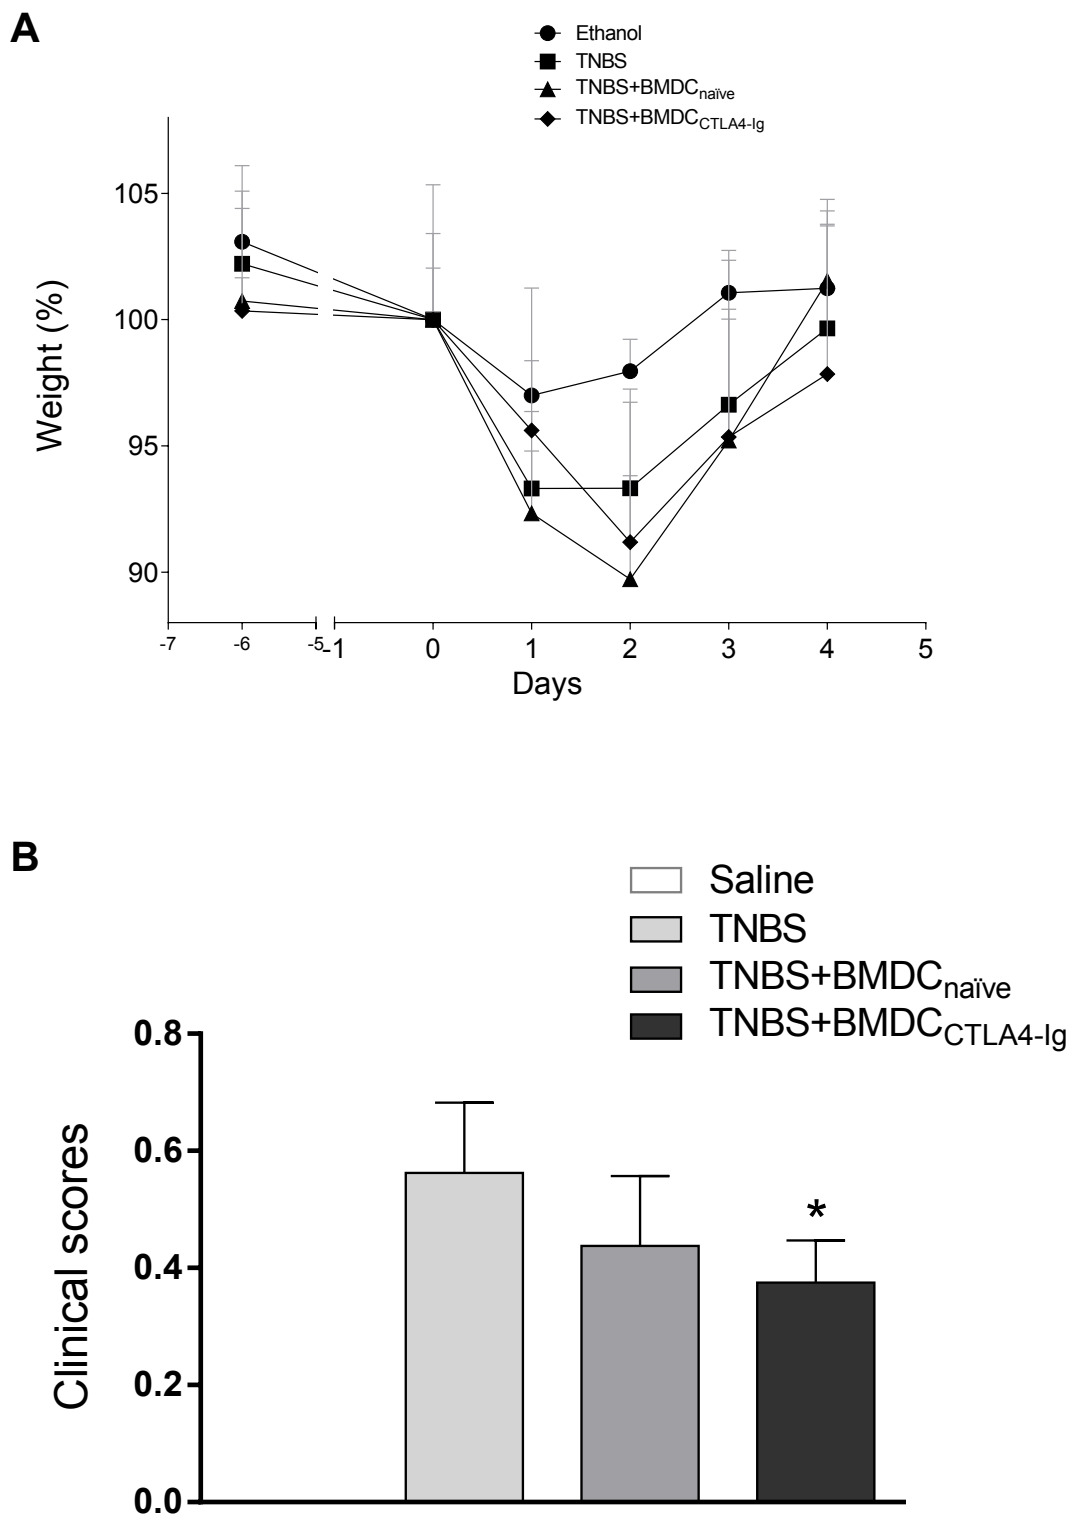 A
Ethanol
TNBS
TNBS+BMDCnaïve
TNBS+BMDCCTLA4-Ig
105
100
95
90
Weight (%)
-7 -6 -5 -1 0 1 2 3 4 5
Days
B
Saline
TNBS
TNBS+BMDCnaïve
TNBS+BMDCCTLA4-Ig
0.8
0.6
0.4
0.2
0.0
Clinical scores
*